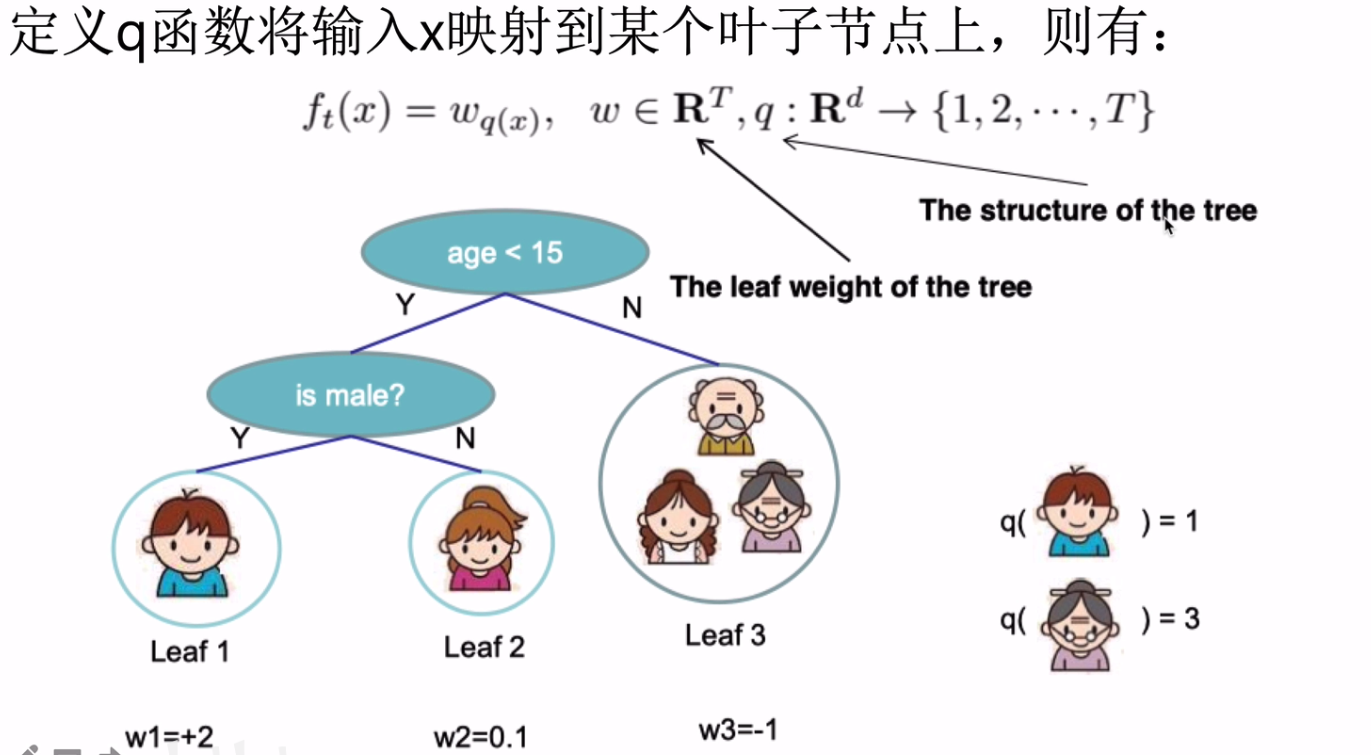 定义q函数将输入x映射到某个叶子节点上，则有：
f_t(x) = w_{q(x)}, w ∈ R^T, q : R^d → {1, 2, ⋯, T}
The structure of the tree
age < 15
The leaf weight of the tree
Y
N
is male?
Y
N
q( ) = 1
q( ) = 3
Leaf 1
Leaf 2
Leaf 3
w1=+2
w2=0.1
w3=-1